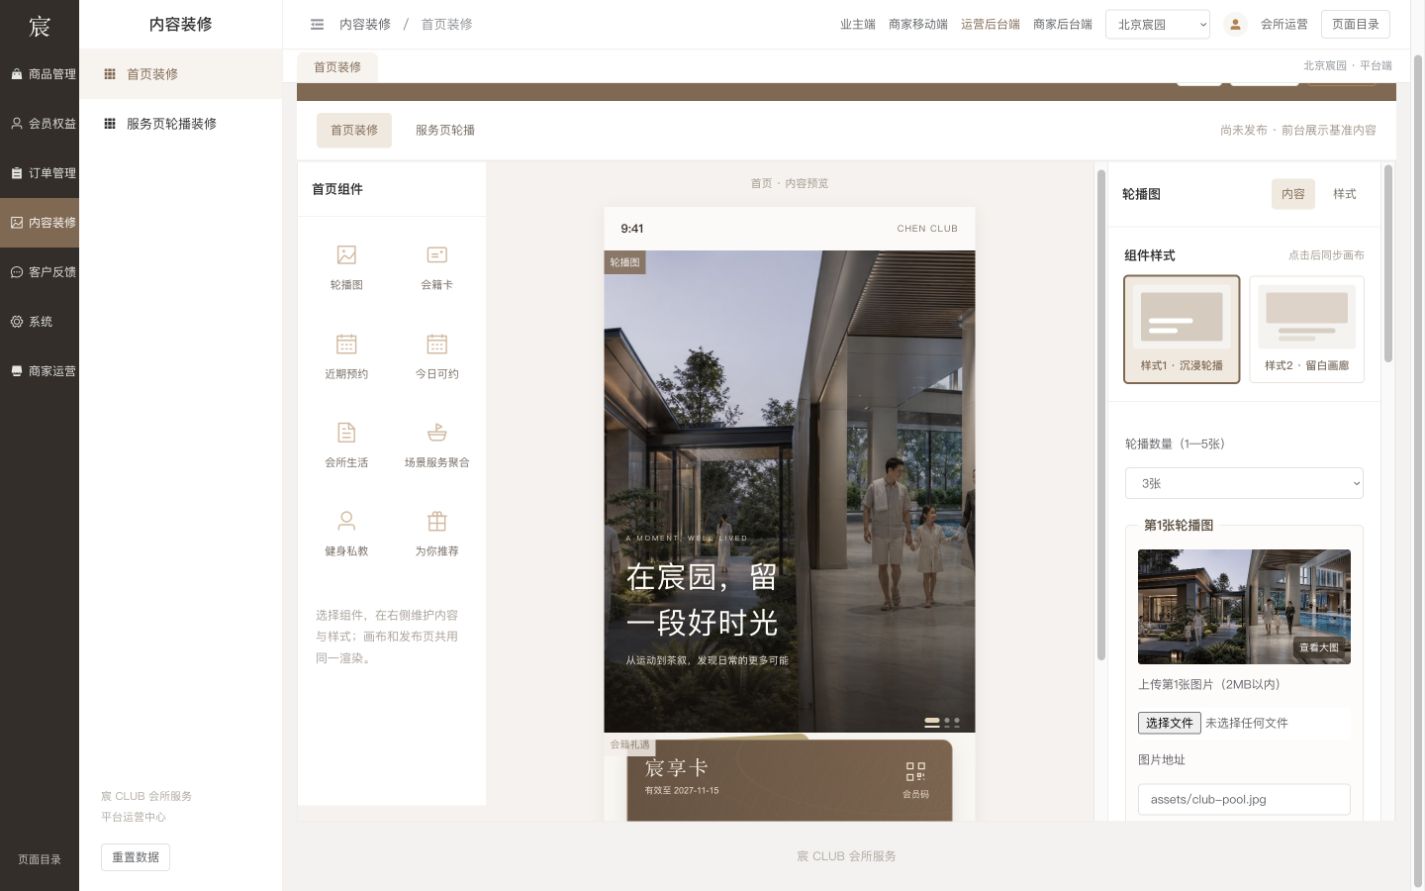 宸
商品管理
会员权益
订单管理
内容装修
客户反馈
系统
商家运营
页面目录
内容装修
首页装修
服务页轮播装修
宸 CLUB 会所服务
平台运营中心
重置数据
内容装修 / 首页装修
业主端 商家移动端 运营后台端 商家后台端 北京宸园 会所运营 页面目录
首页装修
北京宸园 · 平台端
首页装修 服务页轮播
尚未发布 · 前台展示基准内容
首页组件
轮播图 会籍卡
近期预约 今日可约
会所生活 场景服务聚合
健身私教 为你推荐
选择组件，在右侧维护内容
与样式；画布和发布页共用
同一渲染。
首页 · 内容预览
9:41 CHEN CLUB
轮播图
A MOMENT, WELL LIVED
在宸园，留
一段好时光
从运动到茶叙，发现日常的更多可能
会籍礼遇
宸享卡
有效至 2027-11-15
会员码
轮播图 内容 样式
组件样式 点击后同步画布
样式1 · 沉浸轮播 样式2 · 留白画廊
轮播数量（1—5张）
3张
第1张轮播图
查看大图
上传第1张图片（2MB以内）
选择文件 未选择任何文件
图片地址
assets/club-pool.jpg
宸 CLUB 会所服务